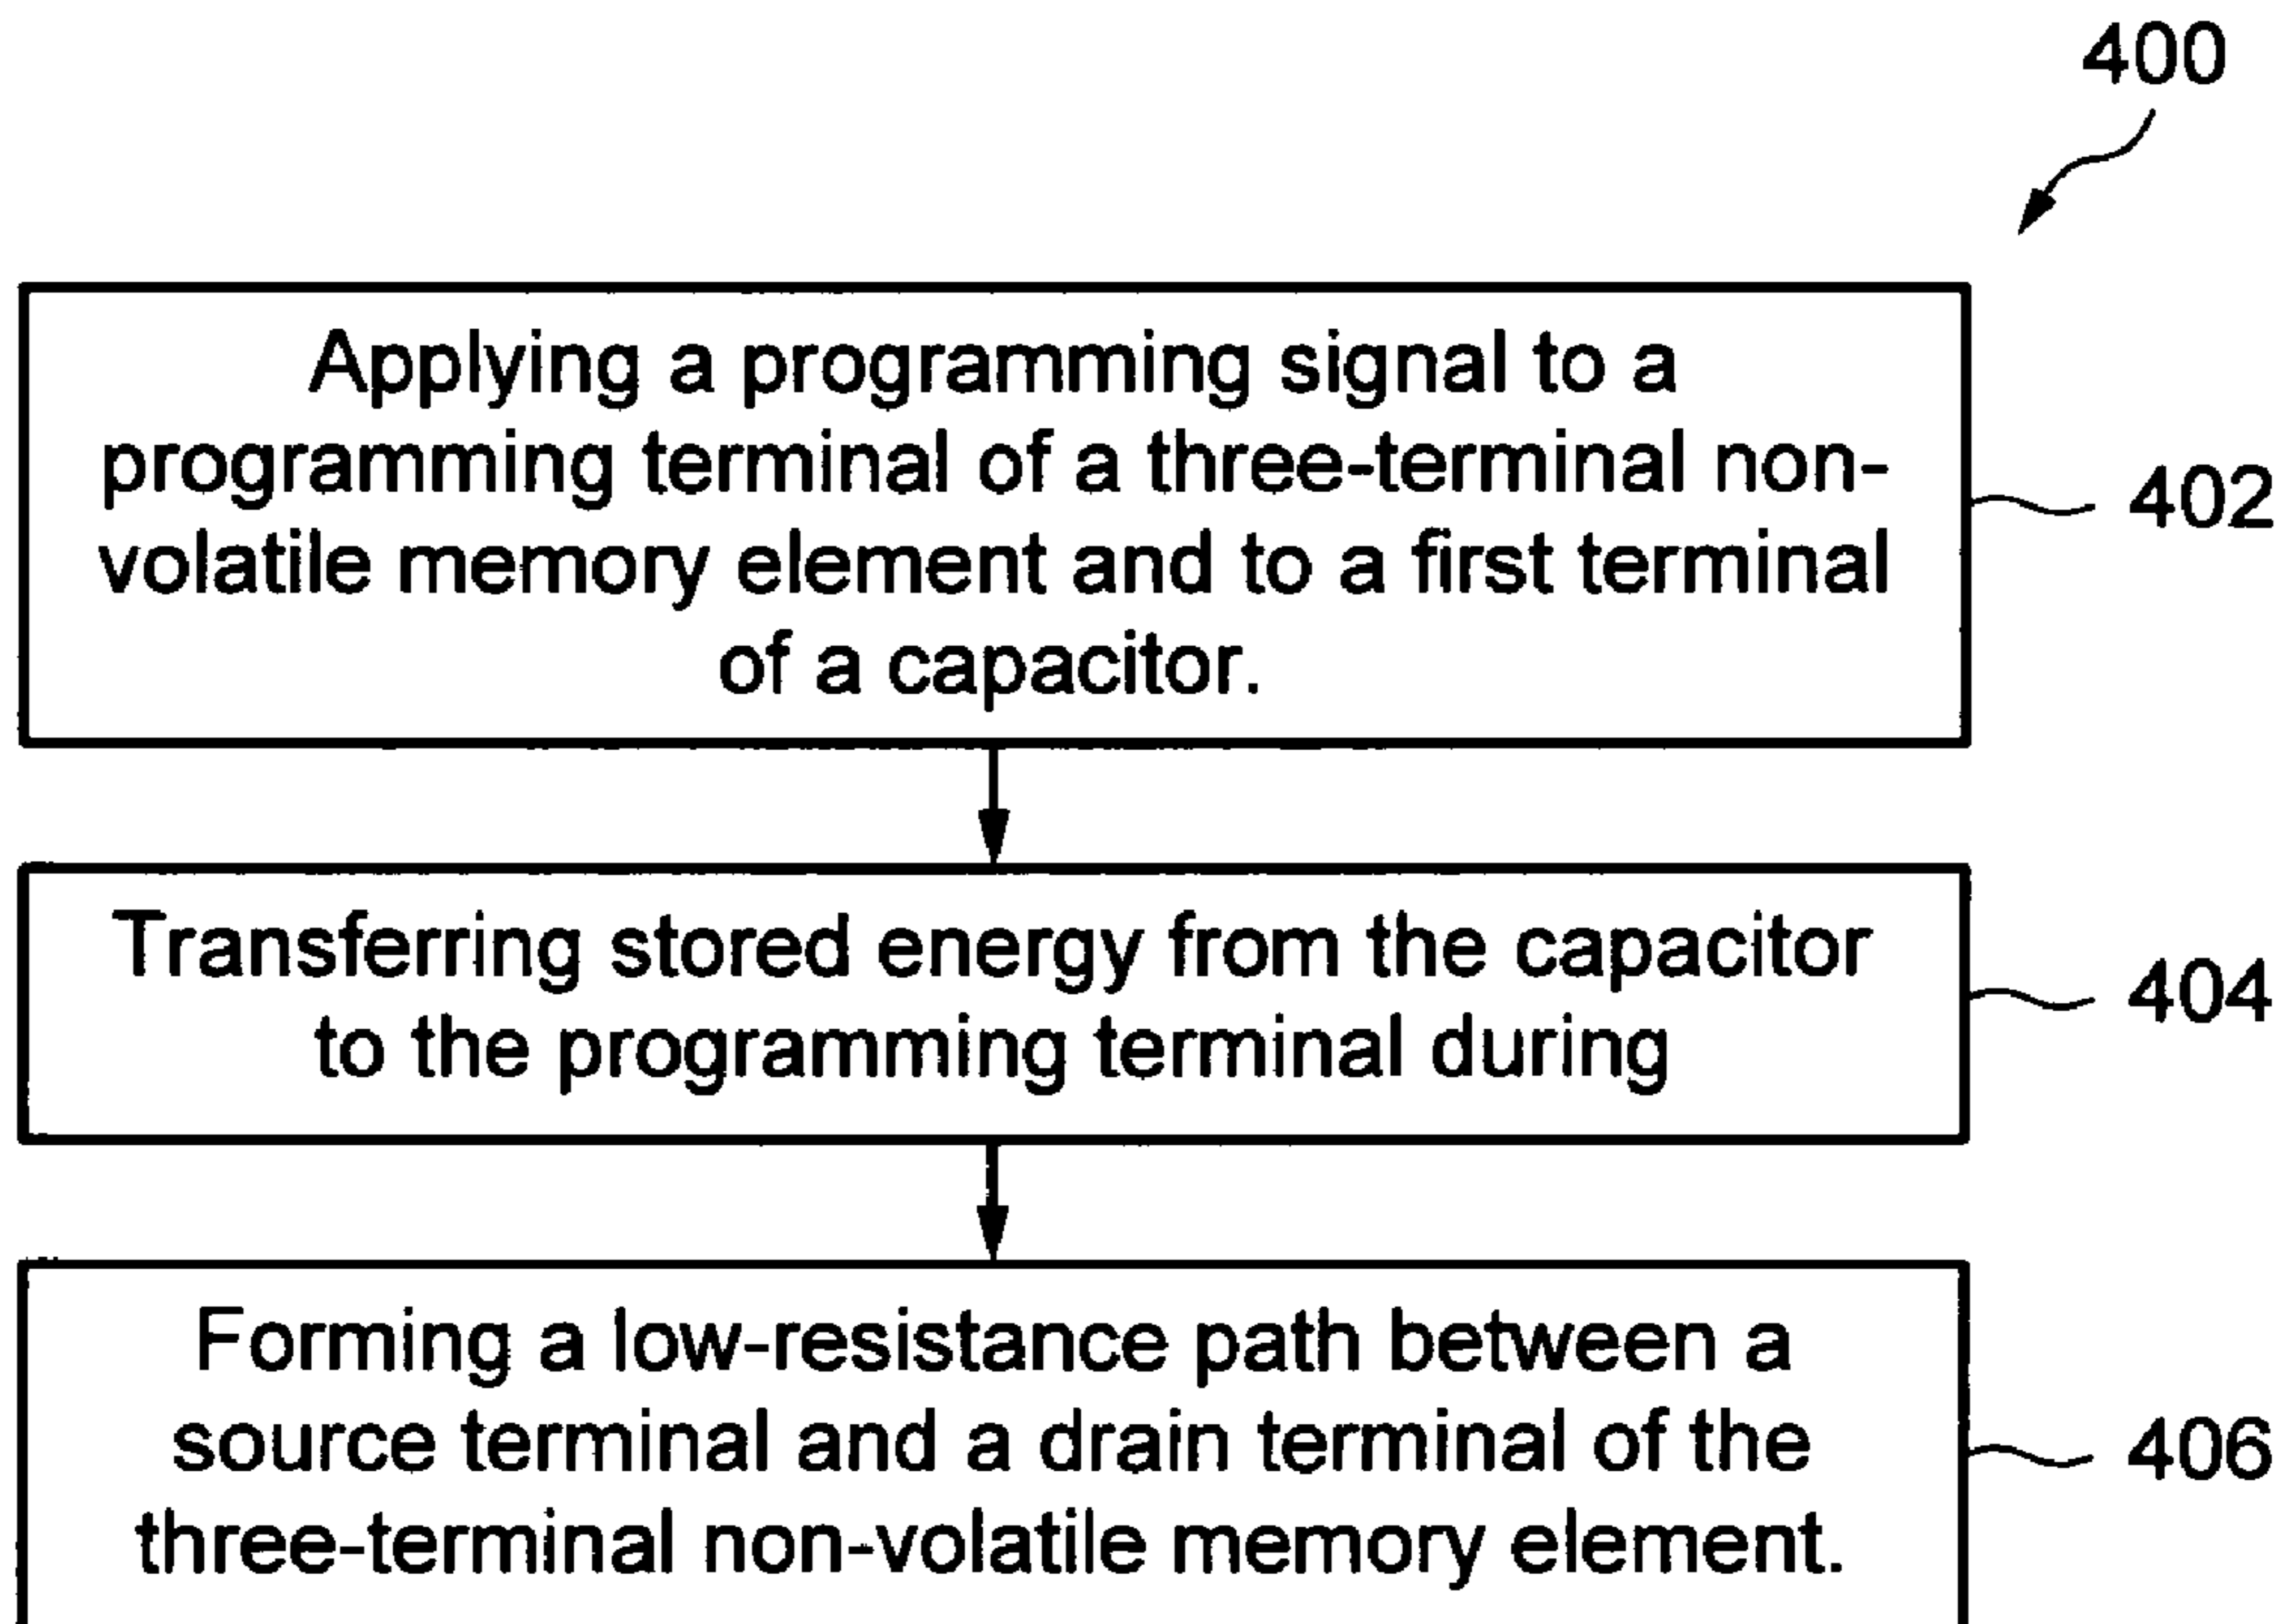 400
Applying a programming signal to a
programming terminal of a three-terminal non-
volatile memory element and to a first terminal
of a capacitor.
402
Transferring stored energy from the capacitor
to the programming terminal during
404
Forming a low-resistance path between a
source terminal and a drain terminal of the
three-terminal non-volatile memory element.
406